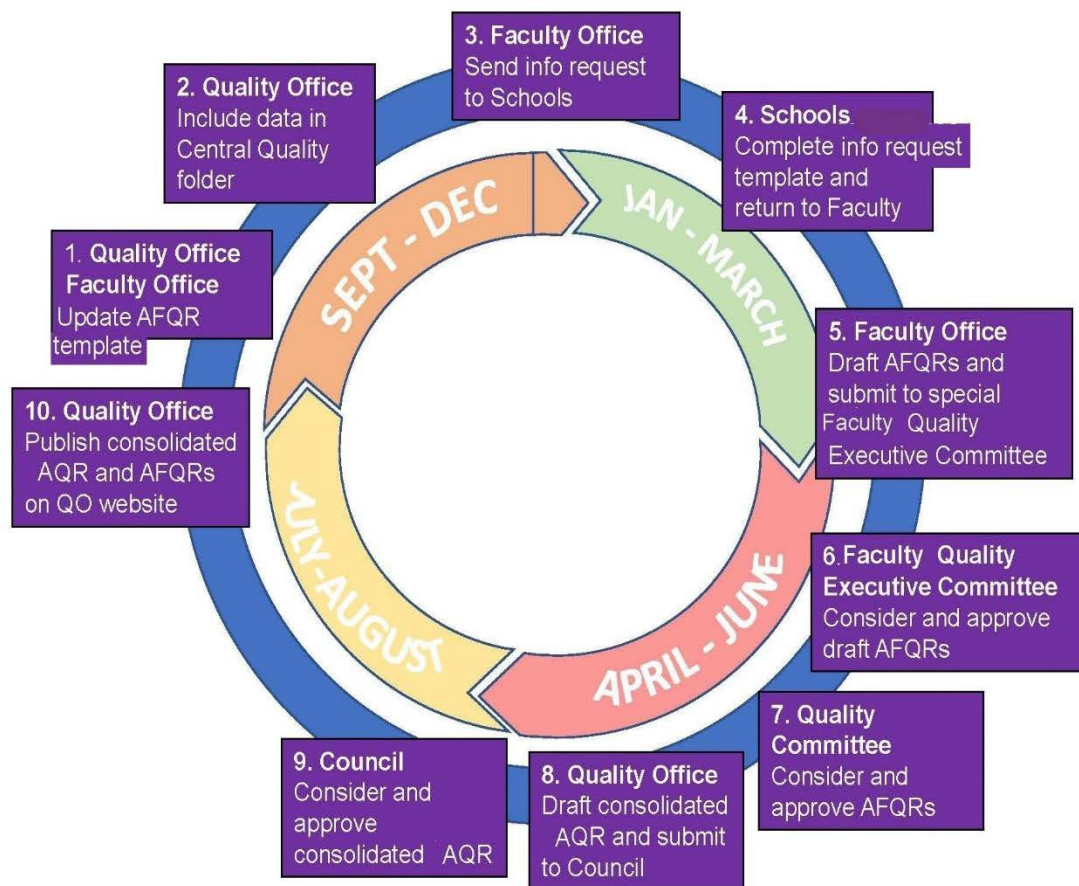 3. Faculty Office
Send info request
to Schools
2. Quality Office
Include data in
Central Quality
folder
4. Schools
Complete info request
template and
return to Faculty
SEPT - DEC
JAN - MARCH
1. Quality Office
Faculty Office
Update AFQR
template
5. Faculty Office
Draft AFQRs and
submit to special
Faculty Quality
Executive Committee
10. Quality Office
Publish consolidated
AQR and AFQRs
on QO website
JULY-AUGUST
APRIL - JUNE
6.Faculty Quality
Executive Committee
Consider and approve
draft AFQRs
7. Quality
Committee
Consider and
approve AFQRs
9. Council
Consider and
approve
consolidated AQR
8. Quality Office
Draft consolidated
AQR and submit
to Council